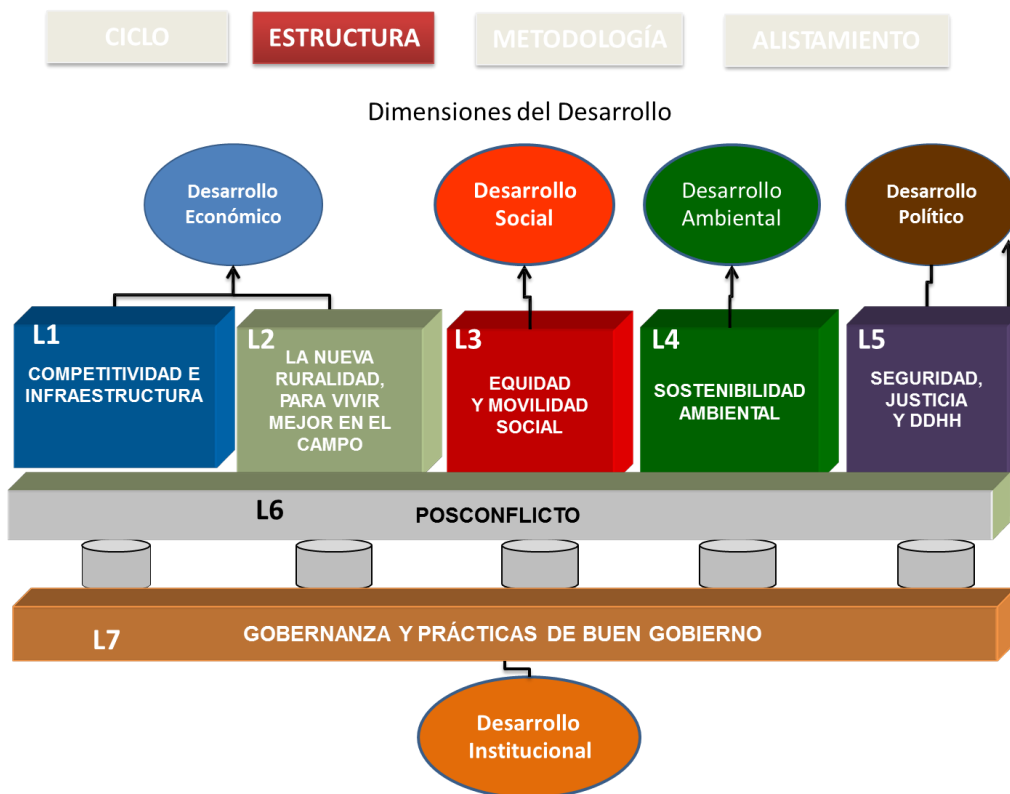 CICLO
ESTRUCTURA
METODOLOGÍA
ALISTAMIENTO
Dimensiones del Desarrollo
Desarrollo
Económico
Desarrollo
Social
Desarrollo
Ambiental
Desarrollo
Político
L1
COMPETITIVIDAD E
INFRAESTRUCTURA
L2
LA NUEVA
RURALIDAD,
PARA VIVIR
MEJOR EN EL
CAMPO
L3
EQUIDAD
Y MOVILIDAD
SOCIAL
L4
SOSTENIBILIDAD
AMBIENTAL
L5
SEGURIDAD,
JUSTICIA
Y DDHH
L6
POSCONFLICTO
L7
GOBERNANZA Y PRÁCTICAS DE BUEN GOBIERNO
Desarrollo
Institucional